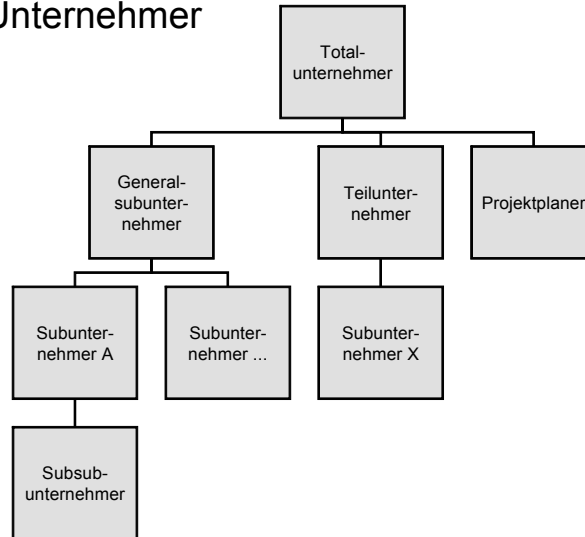 Unternehmer
Total-
unternehmer
General-
subunter-
nehmer
Teilunter-
nehmer
Projektplaner
Subunter-
nehmer A
Subunter-
nehmer ...
Subunter-
nehmer X
Subsub-
unternehmer